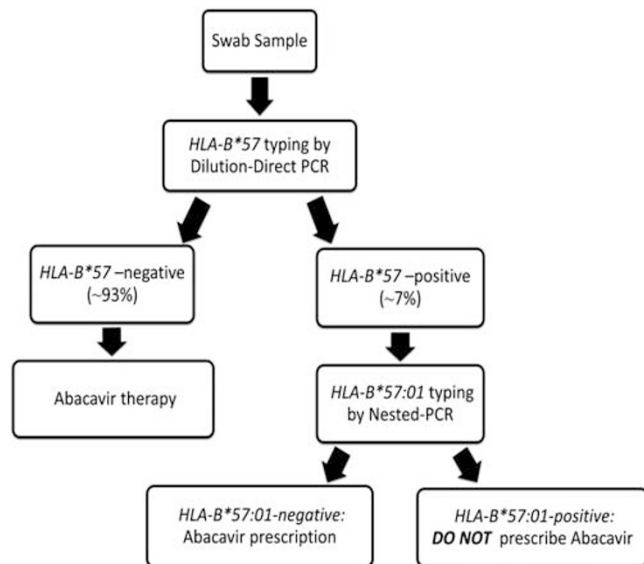 Swab Sample
HLA-B*57 typing by
Dilution-Direct PCR
HLA-B*57 –negative
(~93%)
HLA-B*57 –positive
(~7%)
Abacavir therapy
HLA-B*57:01 typing
by Nested-PCR
HLA-B*57:01-negative:
Abacavir prescription
HLA-B*57:01-positive:
DO NOT prescribe Abacavir